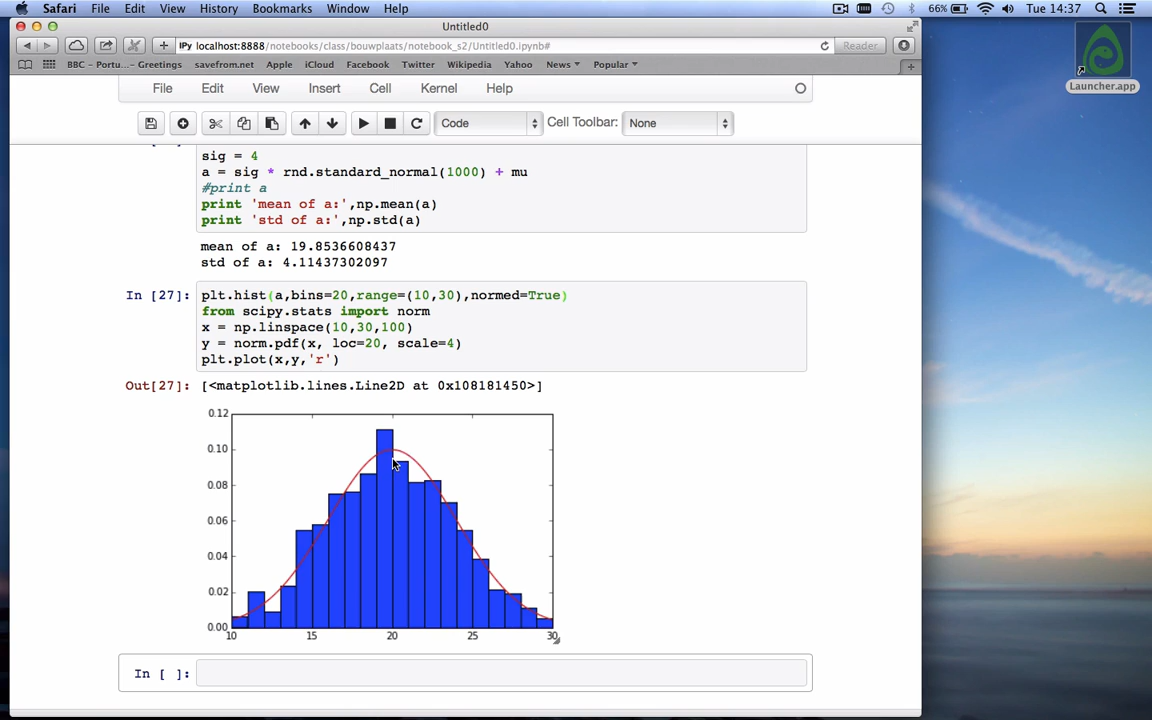 Safari File Edit View History Bookmarks Window Help 66% Tue 14:37
Untitled0
IPy localhost:8888/notebooks/class/bouwplaats/notebook_s2/Untitled0.ipynb# Reader
BBC - Portu... - Greetings savefrom.net Apple iCloud Facebook Twitter Wikipedia Yahoo News Popular
Launcher.app
File Edit View Insert Cell Kernel Help
Code Cell Toolbar: None
sig = 4
a = sig * rnd.standard_normal(1000) + mu
#print a
print 'mean of a:',np.mean(a)
print 'std of a:',np.std(a)
mean of a: 19.8536608437
std of a: 4.11437302097
In [27]: plt.hist(a,bins=20,range=(10,30),normed=True)
from scipy.stats import norm
x = np.linspace(10,30,100)
y = norm.pdf(x, loc=20, scale=4)
plt.plot(x,y,'r')
Out[27]: [<matplotlib.lines.Line2D at 0x108181450>]
0.12
0.10
0.08
0.06
0.04
0.02
0.00
10 15 20 25 30
In [ ]: